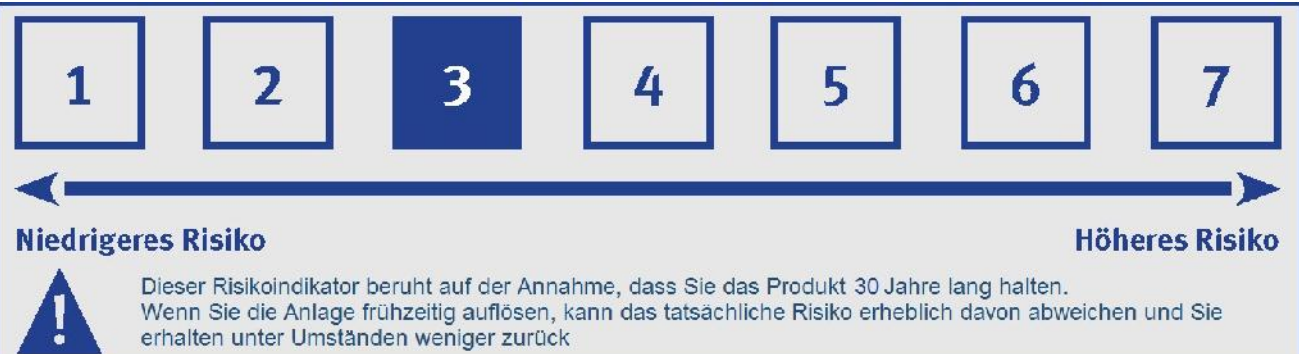 1 2 3 4 5 6 7
Niedrigeres Risiko Höheres Risiko
!
Dieser Risikoindikator beruht auf der Annahme, dass Sie das Produkt 30 Jahre lang halten.
Wenn Sie die Anlage frühzeitig auflösen, kann das tatsächliche Risiko erheblich davon abweichen und Sie
erhalten unter Umständen weniger zurück